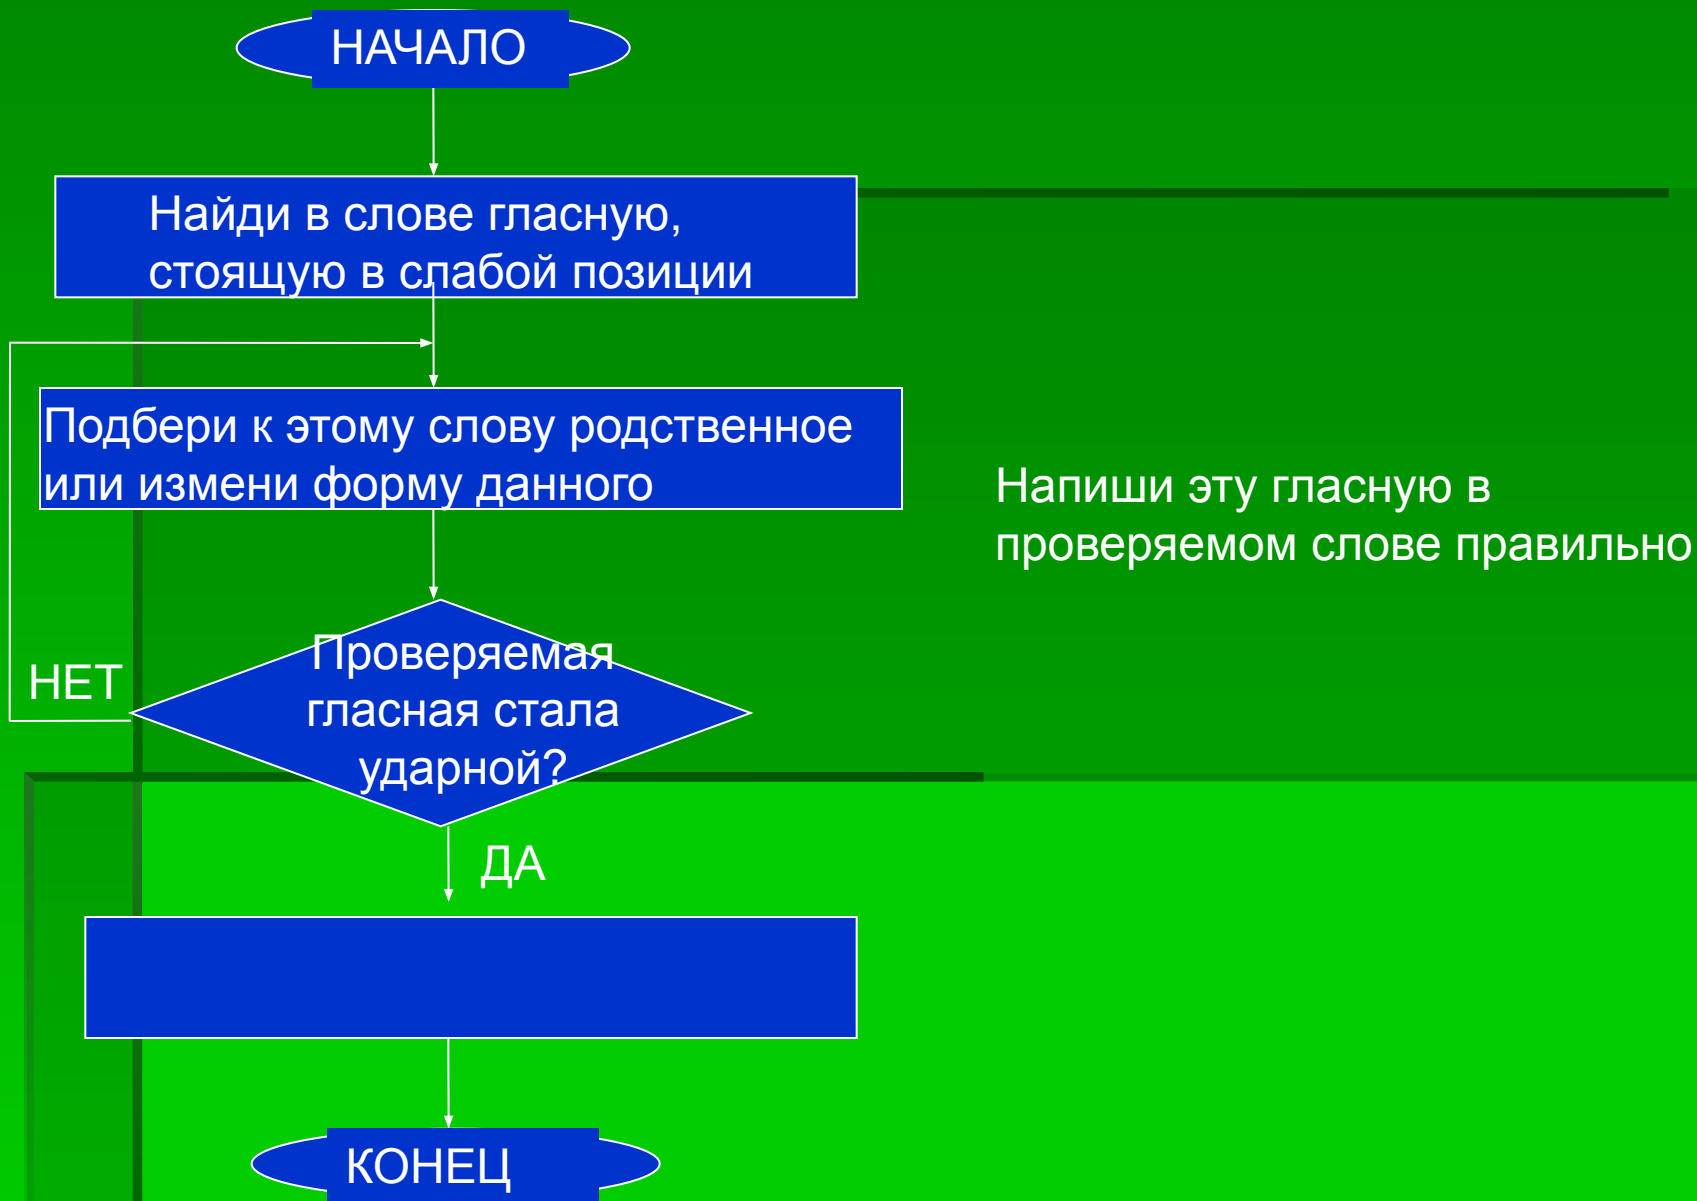 НАЧАЛО
Найди в слове гласную,
стоящую в слабой позиции
Подбери к этому слову родственное
или измени форму данного
Напиши эту гласную в
проверяемом слове правильно
Проверяемая
гласная стала
ударной?
НЕТ
ДА
КОНЕЦ